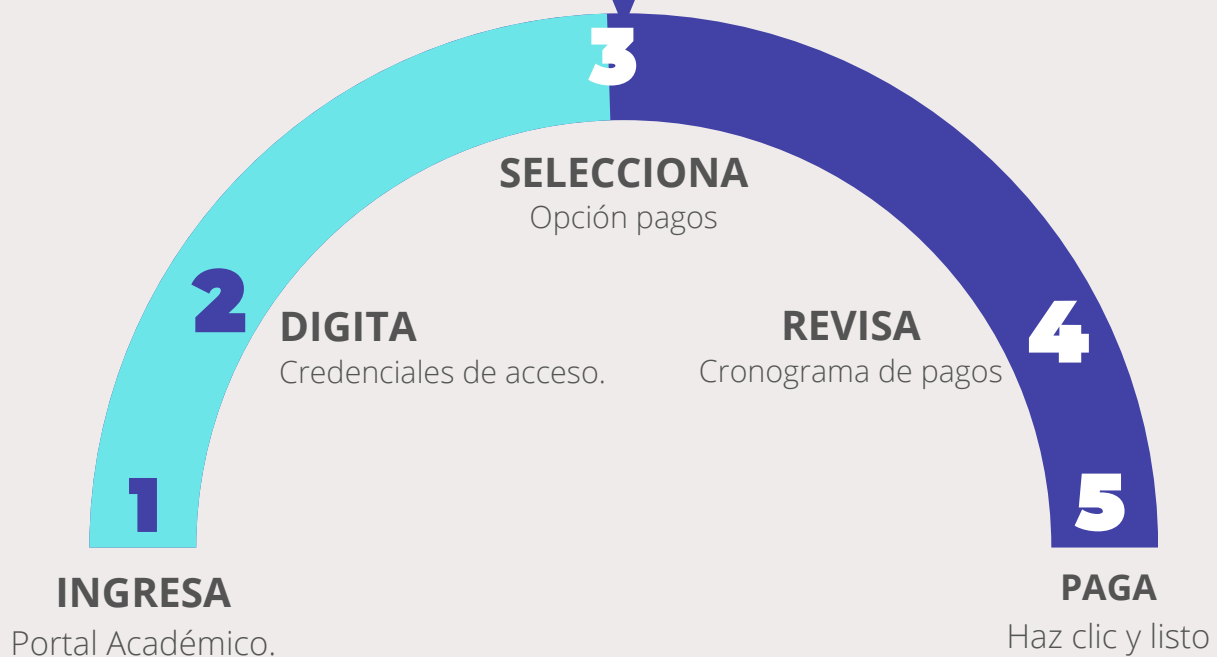 1
INGRESA
Portal Académico.
2
DIGITA
Credenciales de acceso.
3
SELECCIONA
Opción pagos
4
REVISA
Cronograma de pagos
5
PAGA
Haz clic y listo